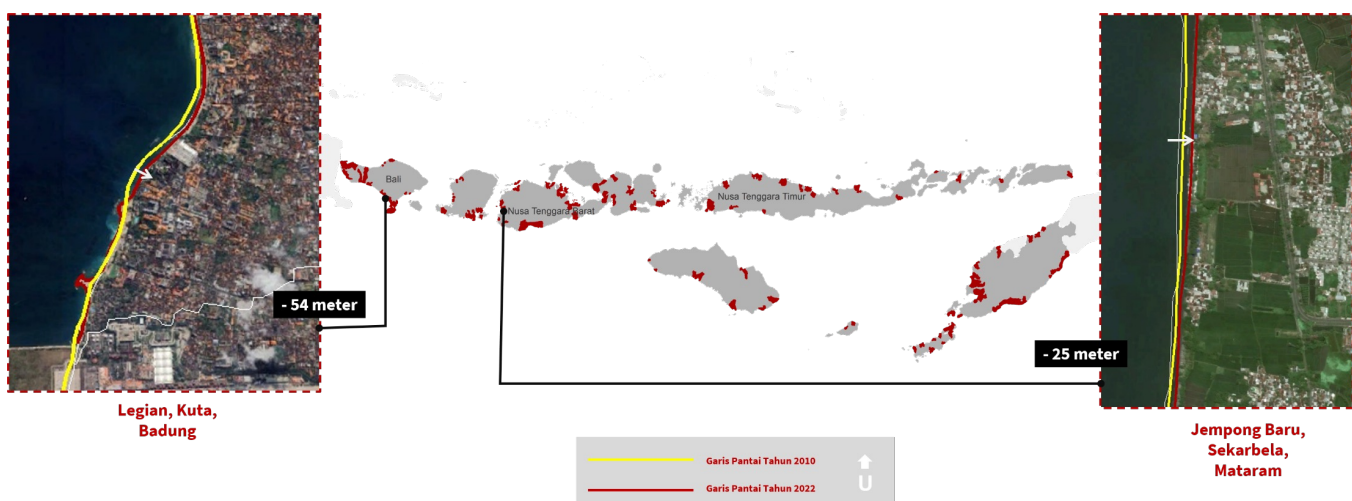 Bali
Nusa Tenggara Barat
Nusa Tenggara Timur
- 54 meter
- 25 meter
Legian, Kuta,
Badung
Jempong Baru,
Sekarbela,
Mataram
Garis Pantai Tahun 2010
Garis Pantai Tahun 2022
U